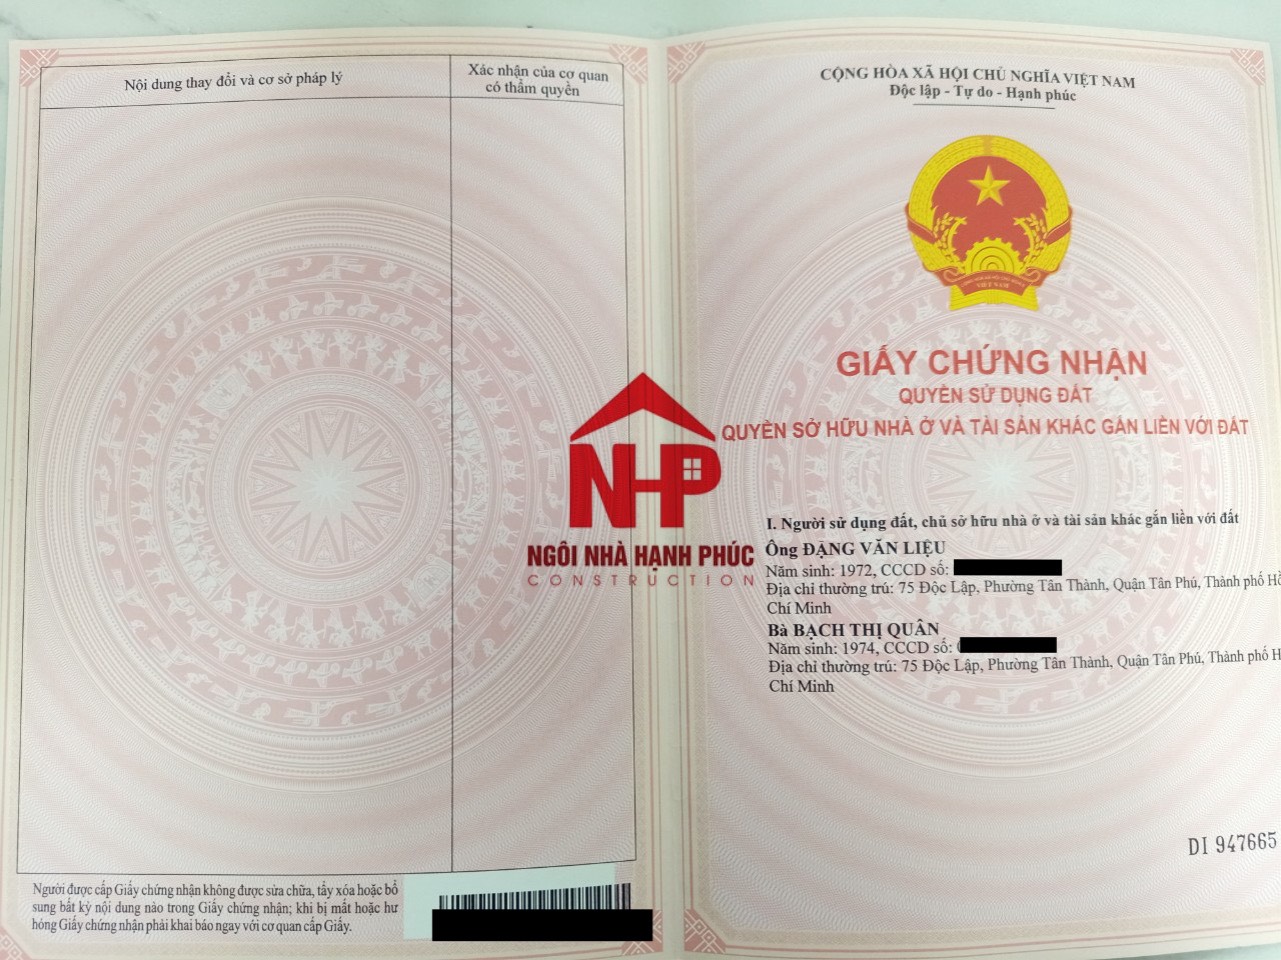 Nội dung thay đổi và cơ sở pháp lý
Xác nhận của cơ quan
có thẩm quyền
Người được cấp Giấy chứng nhận không được sửa chữa, tẩy xóa hoặc bổ
sung bất kỳ nội dung nào trong Giấy chứng nhận; khi bị mất hoặc hư
hỏng Giấy chứng nhận phải khai báo ngay với cơ quan cấp Giấy.
CỘNG HÒA XÃ HỘI CHỦ NGHĨA VIỆT NAM
Độc lập - Tự do - Hạnh phúc
VIỆT NAM
GIẤY CHỨNG NHẬN
QUYỀN SỬ DỤNG ĐẤT
QUYỀN SỞ HỮU NHÀ Ở VÀ TÀI SẢN KHÁC GẮN LIỀN VỚI ĐẤT
NHP
NGÔI NHÀ HẠNH PHÚC
CONSTRUCTION
I. Người sử dụng đất, chủ sở hữu nhà ở và tài sản khác gắn liền với đất
Ông ĐẶNG VĂN LIỆU
Năm sinh: 1972, CCCD số:
Địa chỉ thường trú: 75 Độc Lập, Phường Tân Thành, Quận Tân Phú, Thành phố Hồ
Chí Minh
Bà BẠCH THỊ QUÂN
Năm sinh: 1974, CCCD số:
Địa chỉ thường trú: 75 Độc Lập, Phường Tân Thành, Quận Tân Phú, Thành phố H
Chí Minh
DI 947665